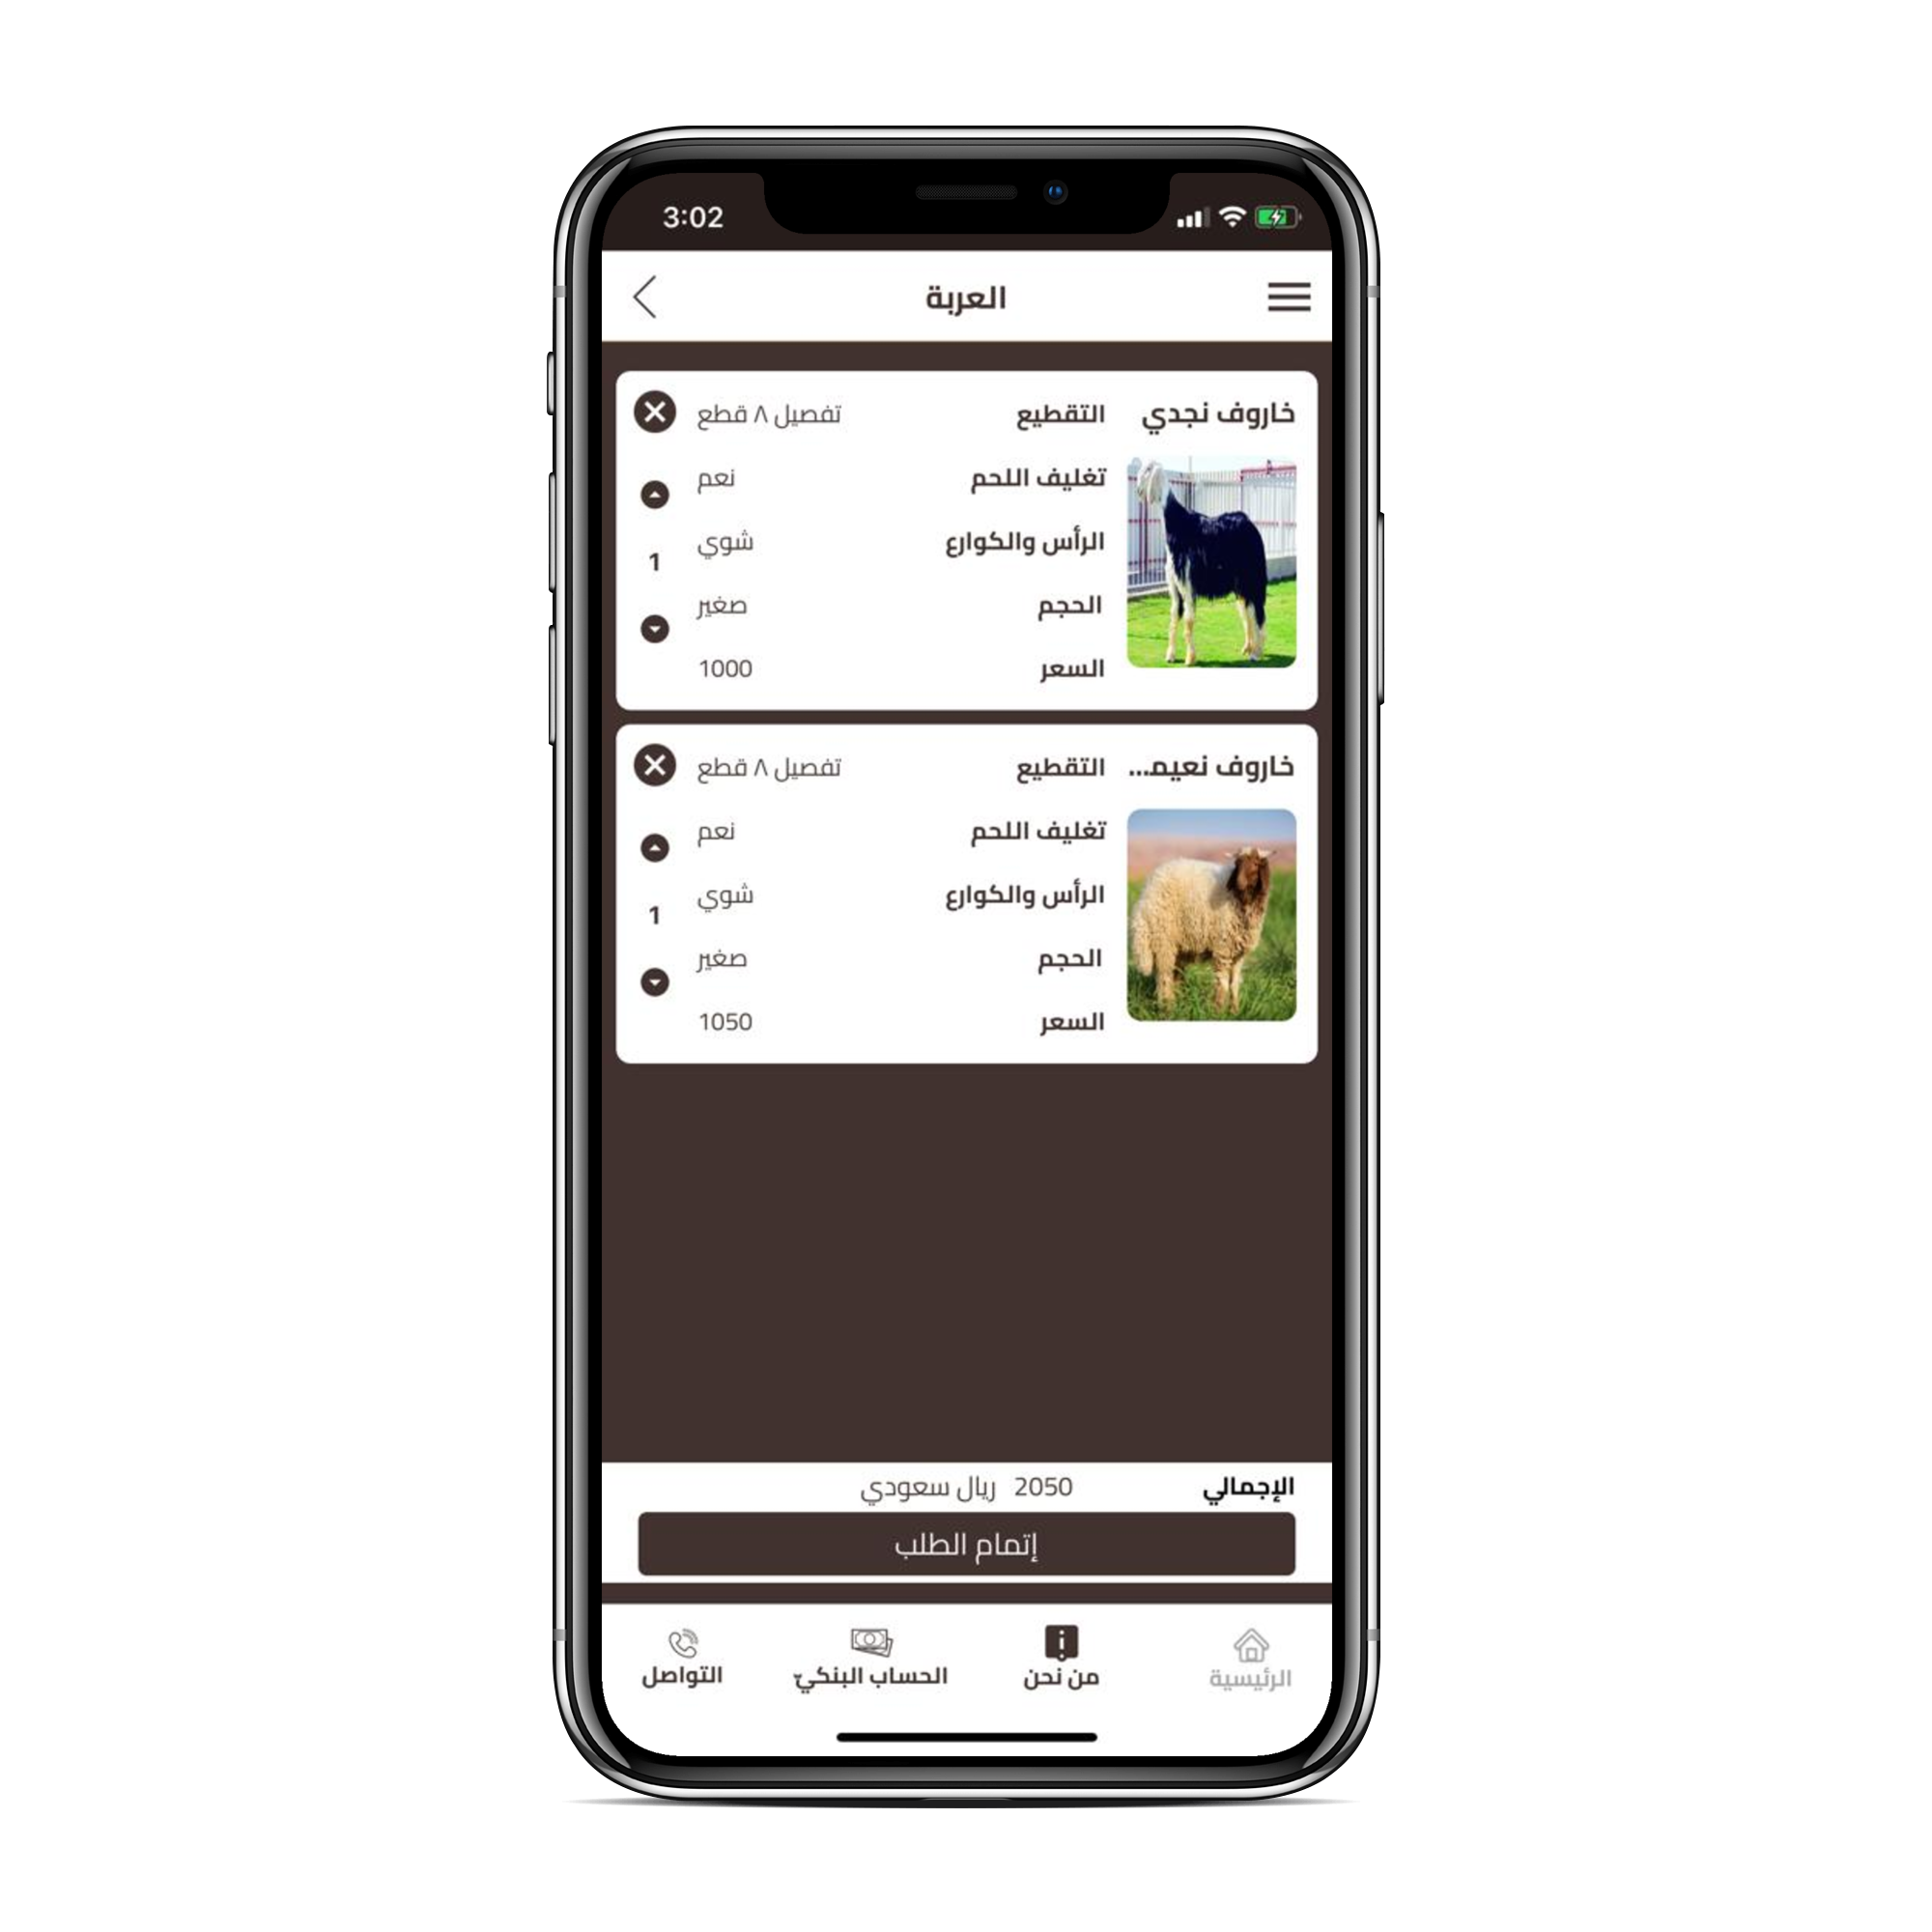 3:02
العربة
خاروف نجدي
التقطيع تفصيل ٨ قطع
تغليف اللحم نعم
الرأس والكوارع شوي
الحجم صغير
السعر 1000
1
خاروف نعيمـ...
التقطيع تفصيل ٨ قطع
تغليف اللحم نعم
الرأس والكوارع شوي
الحجم صغير
السعر 1050
1
الإجمالي 2050 ريال سعودي
إتمام الطلب
الرئيسية
من نحن
الحساب البنكيّ
التواصل